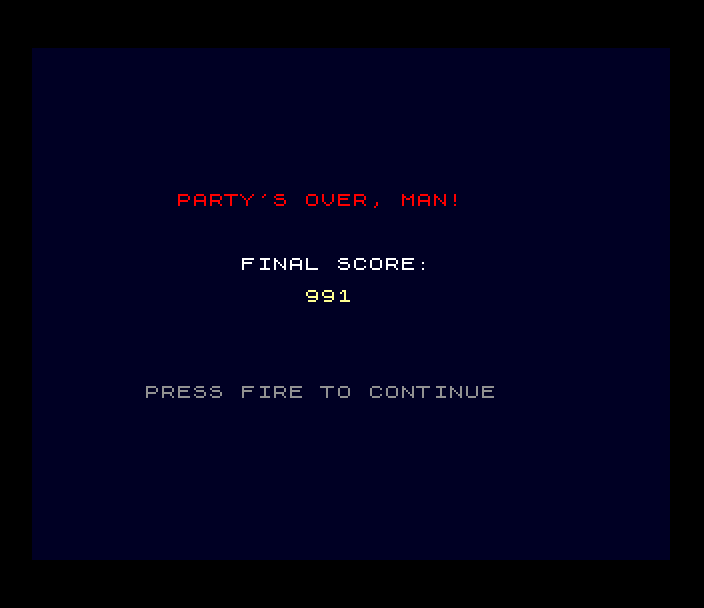 PARTY'S OVER, MAN!
FINAL SCORE:
991
PRESS FIRE TO CONTINUE